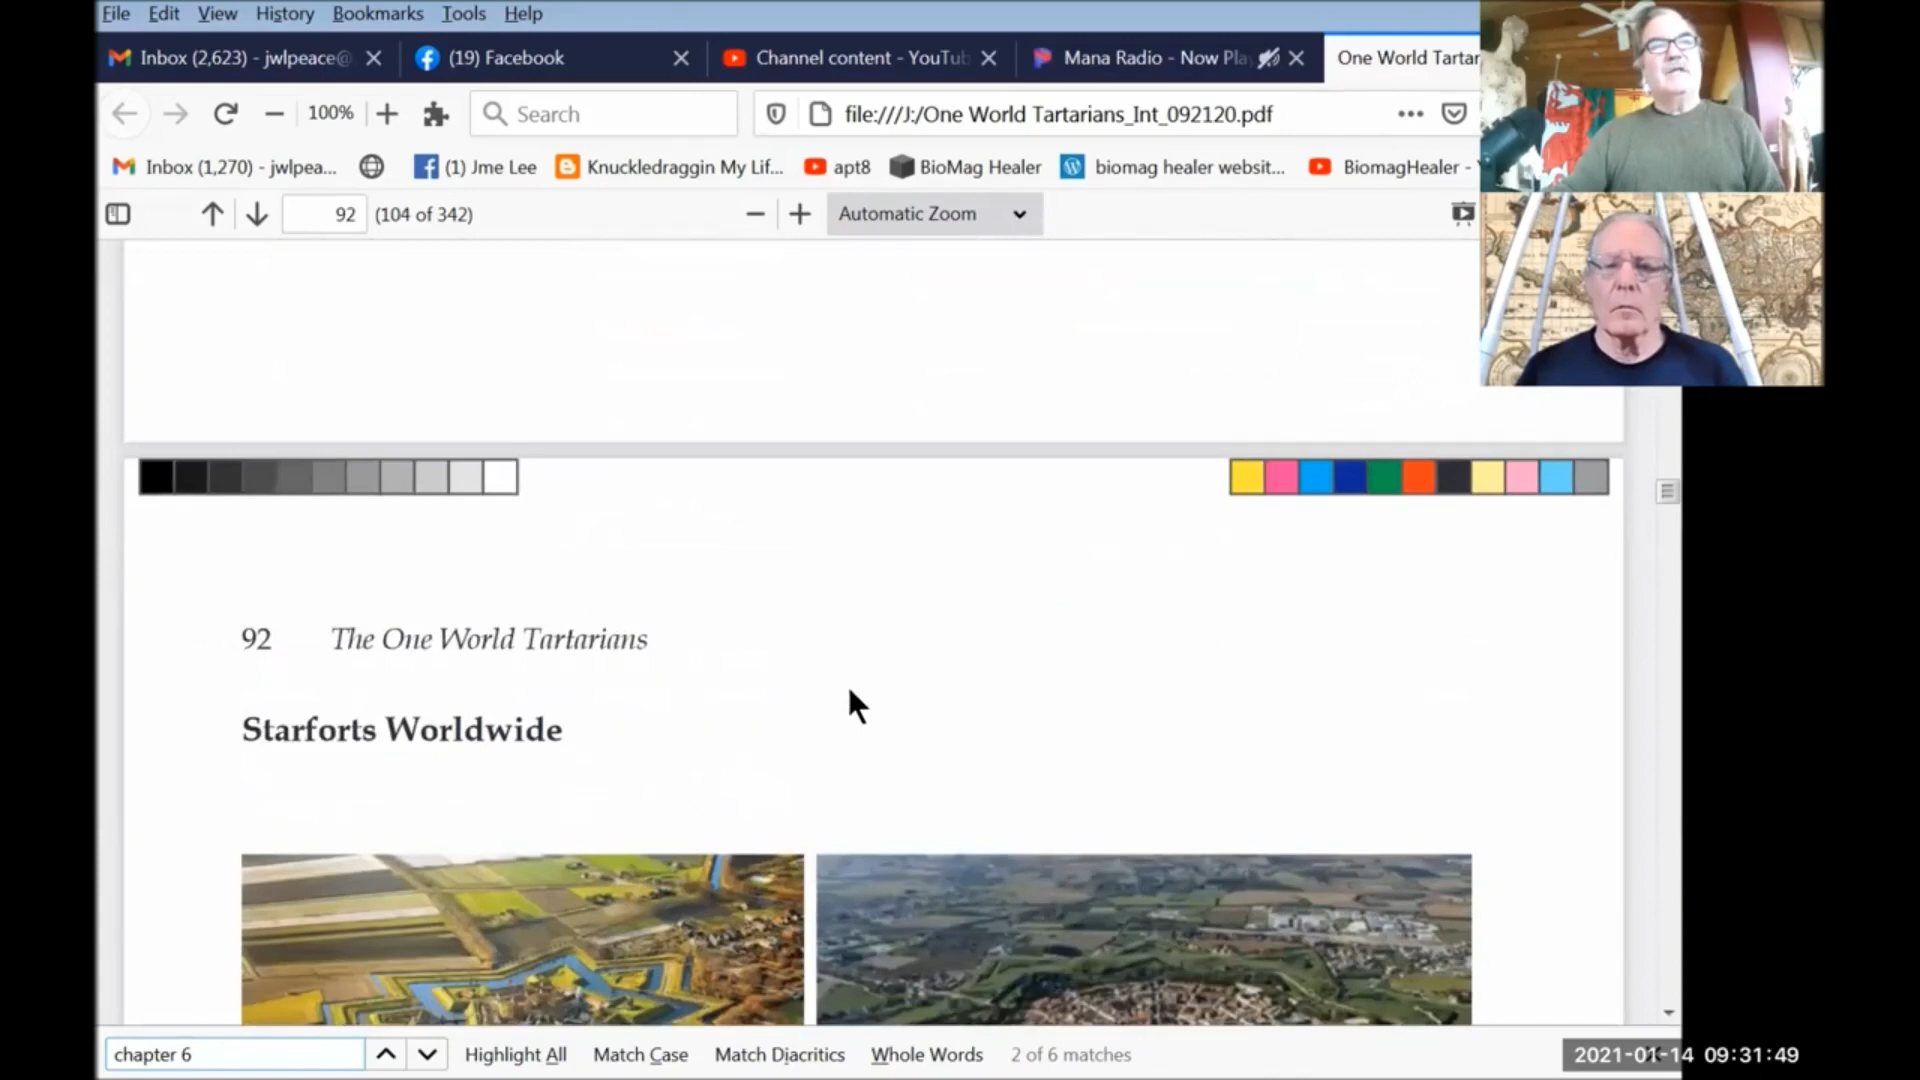 File Edit View History Bookmarks Tools Help
Inbox (2,623) - jwlpeace@
(19) Facebook
Channel content - YouTub
Mana Radio - Now Pla
One World Tartar
100%
Search
file:///J:/One World Tartarians_Int_092120.pdf
Inbox (1,270) - jwlpea...
(1) Jme Lee
Knuckledraggin My Lif...
apt8
BioMag Healer
biomag healer websit...
BiomagHealer -
92 (104 of 342)
Automatic Zoom
92 The One World Tartarians
Starforts Worldwide
chapter 6
Highlight All Match Case Match Diacritics Whole Words 2 of 6 matches
2021-01-14 09:31:49